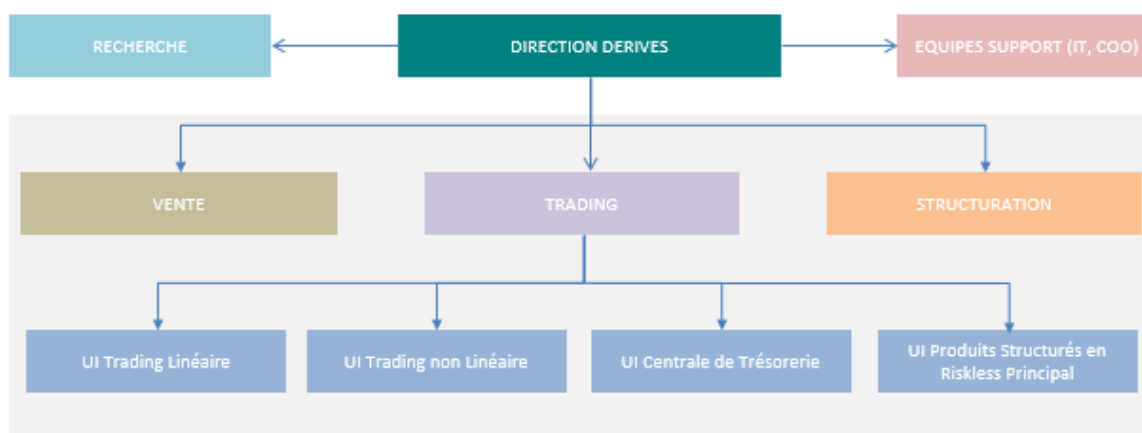 RECHERCHE
DIRECTION DERIVES
EQUIPES SUPPORT (IT, COO)
VENTE
TRADING
STRUCTURATION
UI Trading Linéaire
UI Trading non Linéaire
UI Centrale de Trésorerie
UI Produits Structurés en
Riskless Principal